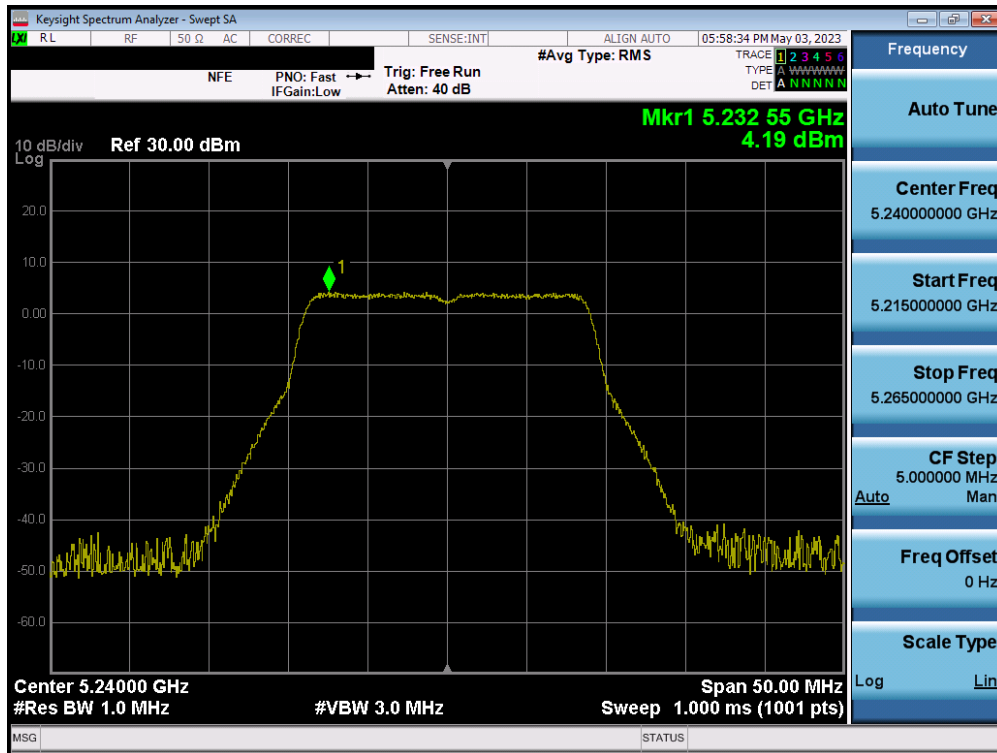 Keysight Spectrum Analyzer - Swept SA
LXI RL RF 50 Ω AC CORREC SENSE:INT ALIGN AUTO 05:58:34 PM May 03, 2023
NFE PNO: Fast Trig: Free Run #Avg Type: RMS TRACE 1 2 3 4 5 6
IFGain:Low Atten: 40 dB TYPE A WWWWW
DET A N N N N N
Mkr1 5.232 55 GHz
4.19 dBm
10 dB/div Ref 30.00 dBm
Log
20.0
10.0
1
0.00
-10.0
-20.0
-30.0
-40.0
-50.0
-60.0
Center 5.24000 GHz Span 50.00 MHz
#Res BW 1.0 MHz #VBW 3.0 MHz Sweep 1.000 ms (1001 pts)
MSG STATUS
Frequency
Auto Tune
Center Freq
5.240000000 GHz
Start Freq
5.215000000 GHz
Stop Freq
5.265000000 GHz
CF Step
5.000000 MHz
Auto Man
Freq Offset
0 Hz
Scale Type
Log Lin